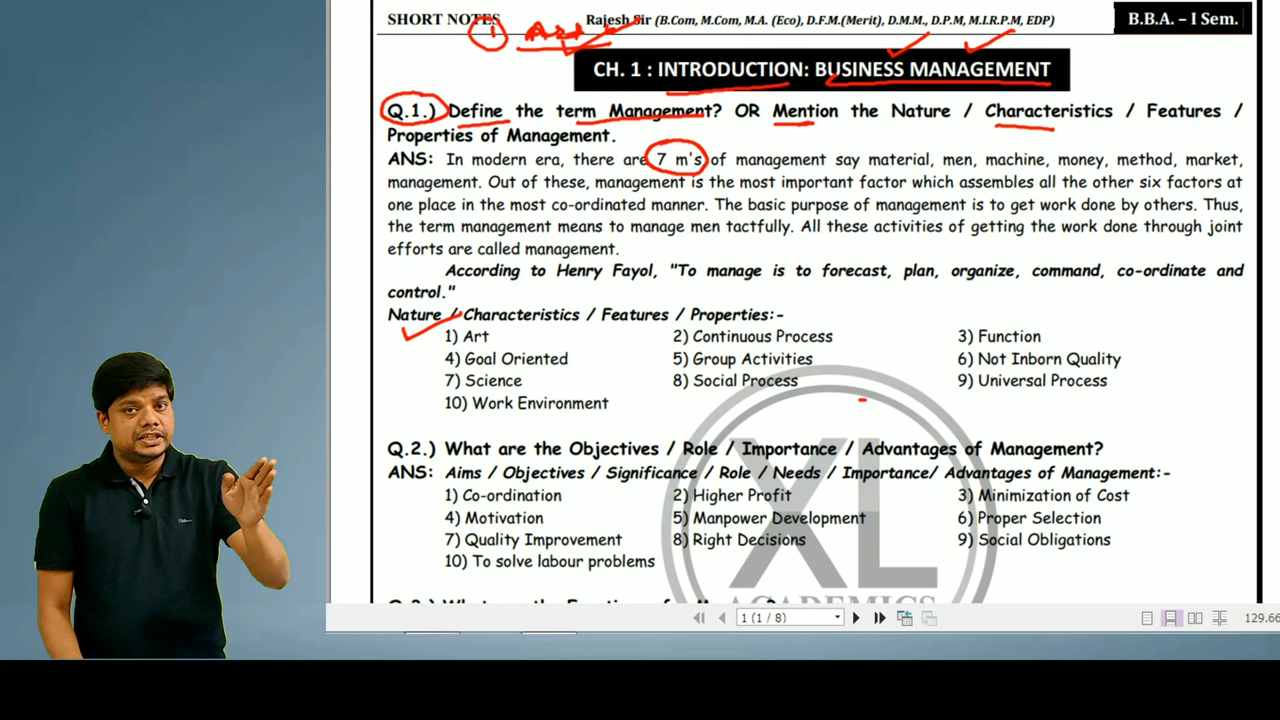 SHORT NOTES Rajesh Sir (B.Com, M.Com, M.A. (Eco), D.F.M.(Merit), D.M.M., D.P.M, M.I.R.P.M, EDP) B.B.A. – I Sem.
1 Art
CH. 1 : INTRODUCTION: BUSINESS MANAGEMENT
Q.1.) Define the term Management? OR Mention the Nature / Characteristics / Features /
Properties of Management.
ANS: In modern era, there are 7 m's of management say material, men, machine, money, method, market,
management. Out of these, management is the most important factor which assembles all the other six factors at
one place in the most co-ordinated manner. The basic purpose of management is to get work done by others. Thus,
the term management means to manage men tactfully. All these activities of getting the work done through joint
efforts are called management.
According to Henry Fayol, "To manage is to forecast, plan, organize, command, co-ordinate and
control."
Nature / Characteristics / Features / Properties:-
1) Art 2) Continuous Process 3) Function
4) Goal Oriented 5) Group Activities 6) Not Inborn Quality
7) Science 8) Social Process 9) Universal Process
10) Work Environment
Q.2.) What are the Objectives / Role / Importance / Advantages of Management?
ANS: Aims / Objectives / Significance / Role / Needs / Importance/ Advantages of Management:-
1) Co-ordination 2) Higher Profit 3) Minimization of Cost
4) Motivation 5) Manpower Development 6) Proper Selection
7) Quality Improvement 8) Right Decisions 9) Social Obligations
10) To solve labour problems
XL
ACADEMICS
1 (1 / 8) 129.66